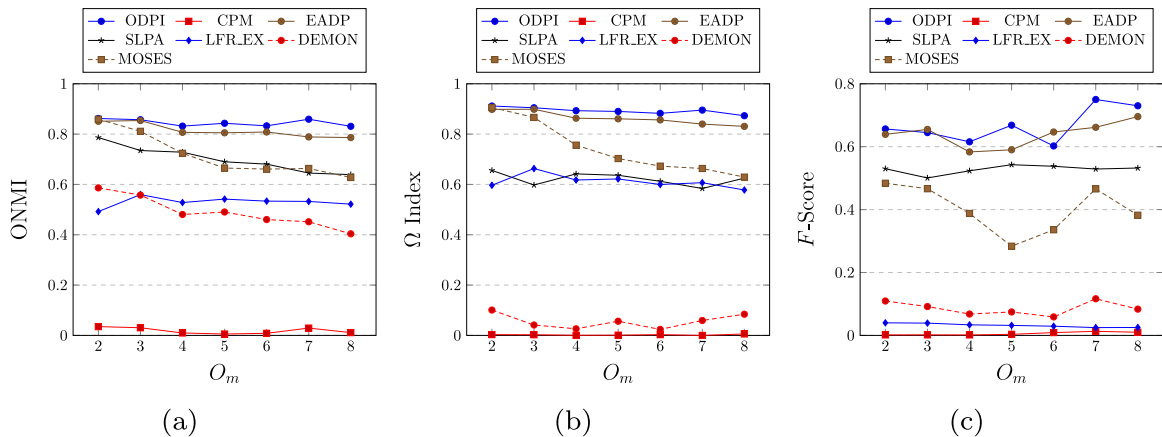 ODPI CPM EADP
SLPA LFR_EX DEMON
MOSES
ODPI CPM EADP
SLPA LFR_EX DEMON
MOSES
ODPI CPM EADP
SLPA LFR_EX DEMON
MOSES
ONMI
1
0.8
0.6
0.4
0.2
0
2 3 4 5 6 7 8
O_m
(a)
Ω Index
1
0.8
0.6
0.4
0.2
0
2 3 4 5 6 7 8
O_m
(b)
F-Score
0.8
0.6
0.4
0.2
0
2 3 4 5 6 7 8
O_m
(c)